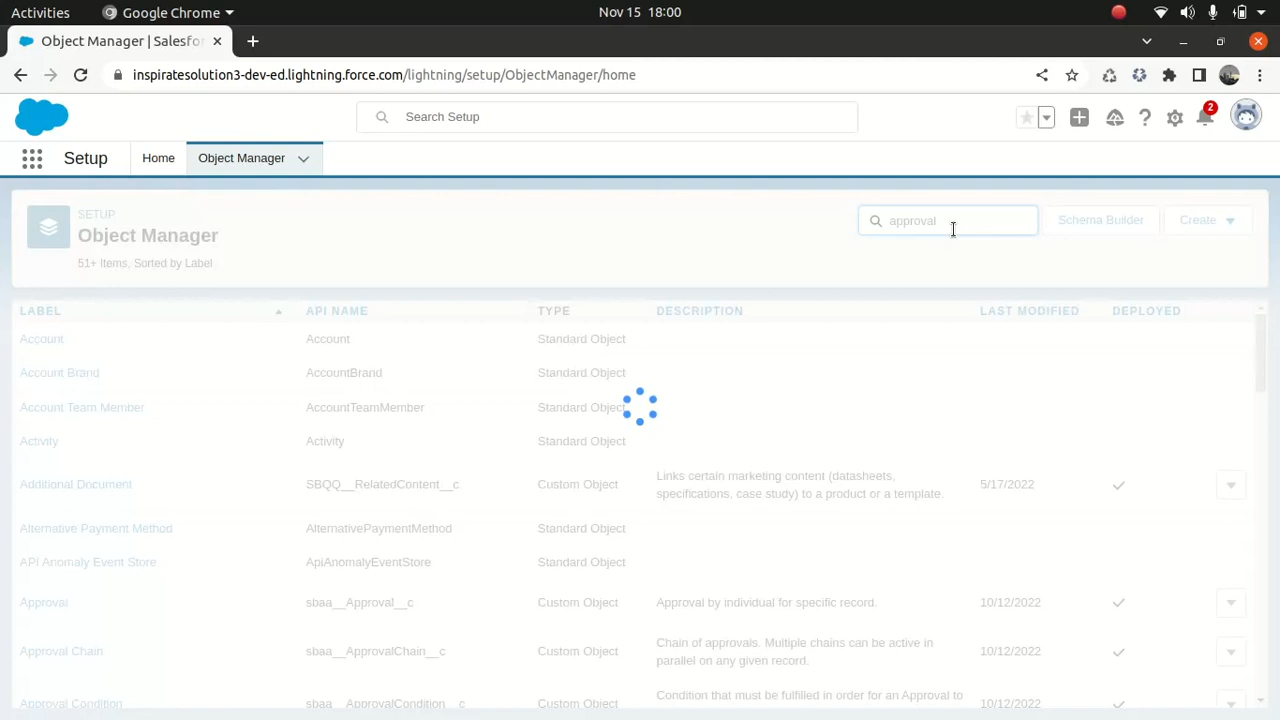 Activities Google Chrome Nov 15 18:00
Object Manager | Salesfor
inspiratesolution3-dev-ed.lightning.force.com/lightning/setup/ObjectManager/home
Search Setup 2
Setup Home Object Manager
SETUP
Object Manager
51+ Items, Sorted by Label
approval Schema Builder Create
LABEL API NAME TYPE DESCRIPTION LAST MODIFIED DEPLOYED
Account Account Standard Object
Account Brand AccountBrand Standard Object
Account Team Member AccountTeamMember Standard Object
Activity Activity Standard Object
Additional Document SBQQ__RelatedContent__c Custom Object Links certain marketing content (datasheets, 5/17/2022
specifications, case study) to a product or a template.
Alternative Payment Method AlternativePaymentMethod Standard Object
API Anomaly Event Store ApiAnomalyEventStore Standard Object
Approval sbaa__Approval__c Custom Object Approval by individual for specific record. 10/12/2022
Approval Chain sbaa__ApprovalChain__c Custom Object Chain of approvals. Multiple chains can be active in 10/12/2022
parallel on any given record.
Approval Condition sbaa__ApprovalCondition__c Custom Object Condition that must be fulfilled in order for an Approval to 10/12/2022